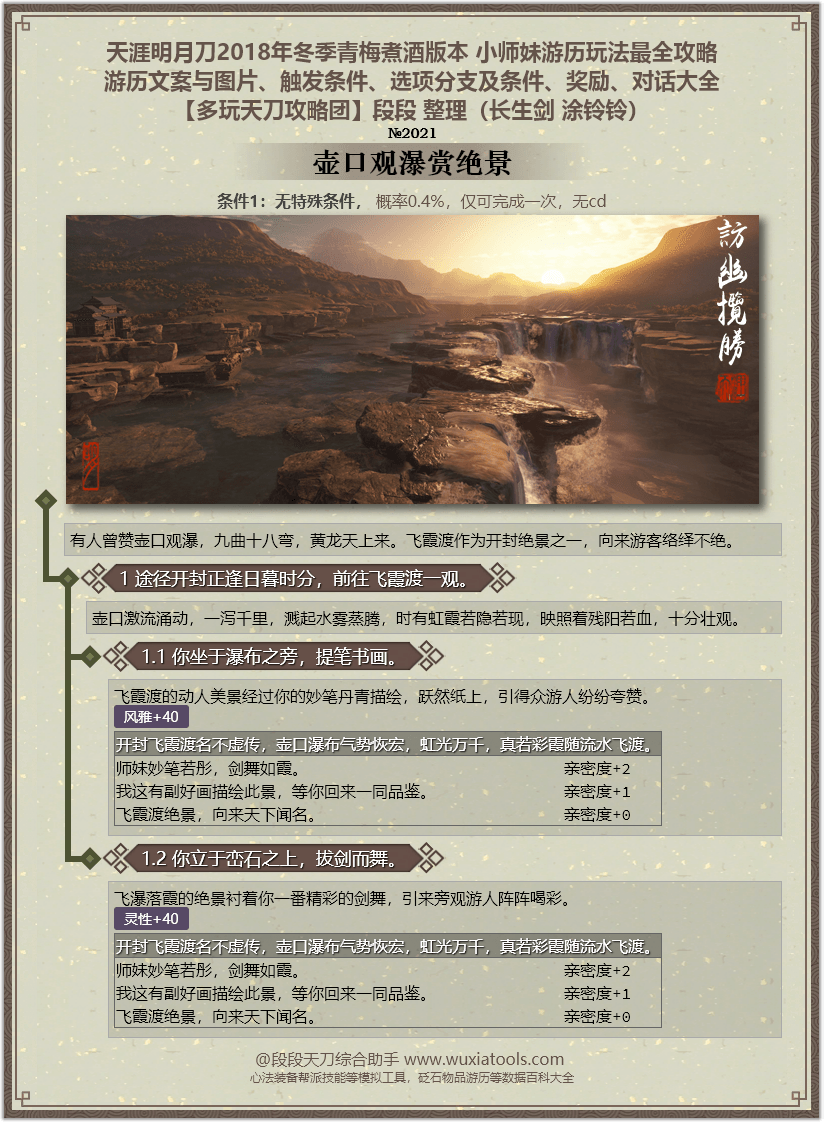 天涯明月刀2018年冬季青梅煮酒版本 小师妹游历玩法最全攻略
游历文案与图片、触发条件、选项分支及条件、奖励、对话大全
【多玩天刀攻略团】段段 整理（长生剑 涂铃铃）
№2021
壶口观瀑赏绝景
条件1：无特殊条件， 概率0.4%，仅可完成一次，无cd
訪幽攬勝
有人曾赞壶口观瀑，九曲十八弯，黄龙天上来。飞霞渡作为开封绝景之一，向来游客络绎不绝。
1 途径开封正逢日暮时分，前往飞霞渡一观。
壶口激流涌动，一泻千里，溅起水雾蒸腾，时有虹霞若隐若现，映照着残阳若血，十分壮观。
1.1 你坐于瀑布之旁，提笔书画。
飞霞渡的动人美景经过你的妙笔丹青描绘，跃然纸上，引得众游人纷纷夸赞。
风雅+40
开封飞霞渡名不虚传，壶口瀑布气势恢宏，虹光万千，真若彩霞随流水飞渡。
师妹妙笔若彤，剑舞如霞。 亲密度+2
我这有副好画描绘此景，等你回来一同品鉴。 亲密度+1
飞霞渡绝景，向来天下闻名。 亲密度+0
1.2 你立于峦石之上，拔剑而舞。
飞瀑落霞的绝景衬着你一番精彩的剑舞，引来旁观游人阵阵喝彩。
灵性+40
开封飞霞渡名不虚传，壶口瀑布气势恢宏，虹光万千，真若彩霞随流水飞渡。
师妹妙笔若彤，剑舞如霞。 亲密度+2
我这有副好画描绘此景，等你回来一同品鉴。 亲密度+1
飞霞渡绝景，向来天下闻名。 亲密度+0
@段段天刀综合助手 www.wuxiatools.com
心法装备帮派技能等模拟工具，砭石物品游历等数据百科大全